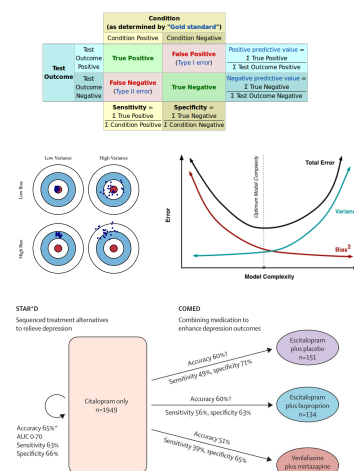 Condition
(as determined by "Gold standard")
Condition Positive Condition Negative
Test Outcome
Test Outcome Positive
True Positive
False Positive
(Type I error)
Positive predictive value =
Σ True Positive
Σ Test Outcome Positive
Test Outcome Negative
False Negative
(Type II error)
True Negative
Negative predictive value =
Σ True Negative
Σ Test Outcome Negative
Sensitivity =
Σ True Positive
Σ Condition Positive
Specificity =
Σ True Negative
Σ Condition Negative
Low Variance High Variance
Low Bias
High Bias
Error
Optimum Model Complexity
Total Error
Varianc
Bias²
Model Complexity
STAR*D
Sequenced treatment alternatives
to relieve depression
COMED
Combining medication to
enhance depression outcomes
Citalopram only
n=1949
Accuracy 65%*
AUC 0·70
Sensitivity 63%
Specificity 66%
Accuracy 60%†
Sensitivity 49%, specificity 71%
Escitalopram
plus placebo
n=151
Accuracy 60%†
Sensitivity 56%, specificity 63%
Escitalopram
plus buproprion
n=134
Accuracy 51%
Sensitivity 39%, specificity 65%
Venlafaxine
plus mirtazapine